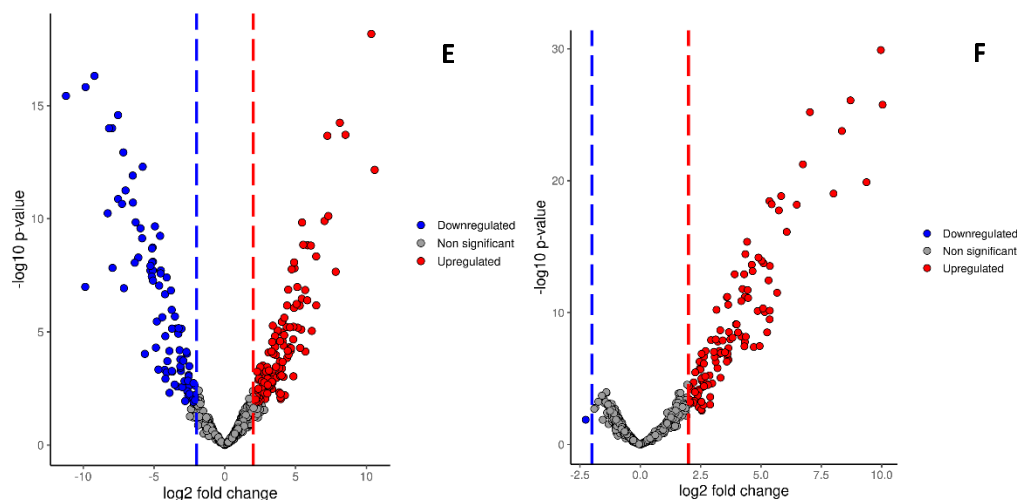 E
-log10 p-value
15
10
5
0
-10
-5
0
5
10
log2 fold change
Downregulated
Non significant
Upregulated
F
-log10 p-value
30
20
10
0
-2.5
0.0
2.5
5.0
7.5
10.0
log2 fold change
Downregulated
Non significant
Upregulated